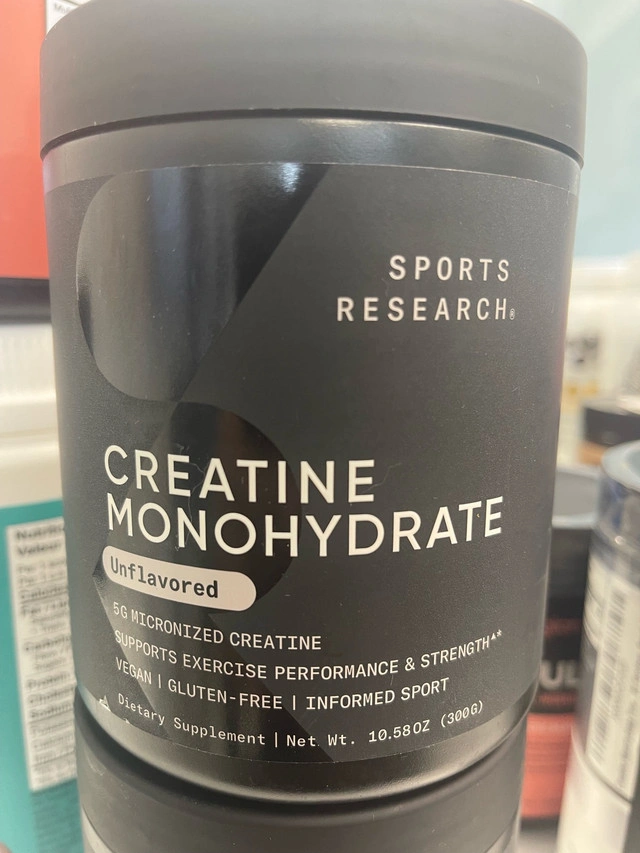 SPORTS
RESEARCH®
CREATINE
MONOHYDRATE
Unflavored
5G MICRONIZED CREATINE
SUPPORTS EXERCISE PERFORMANCE & STRENGTH▲*
VEGAN | GLUTEN-FREE | INFORMED SPORT
Dietary Supplement | Net Wt. 10.58OZ (300G)